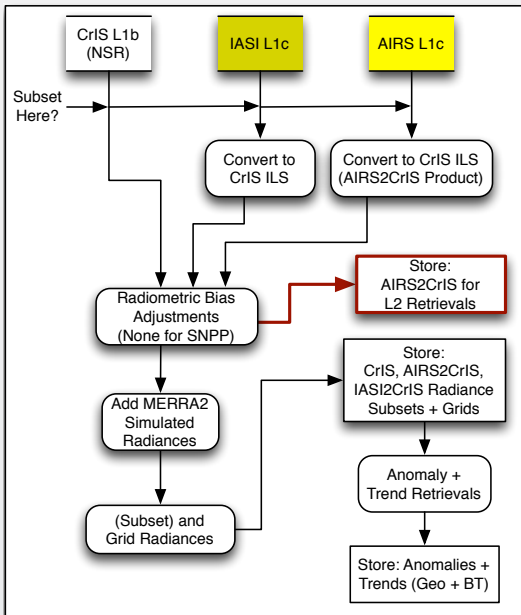 CrIS L1b
(NSR)
IASI L1c
AIRS L1c
Subset
Here?
Convert to
CrIS ILS
Convert to CrIS ILS
(AIRS2CrIS Product)
Radiometric Bias
Adjustments
(None for SNPP)
Store:
AIRS2CrIS for
L2 Retrievals
Add MERRA2
Simulated
Radiances
Store:
CrIS, AIRS2CrIS,
IASI2CrIS Radiance
Subsets + Grids
(Subset) and
Grid Radiances
Anomaly +
Trend Retrievals
Store: Anomalies +
Trends (Geo + BT)